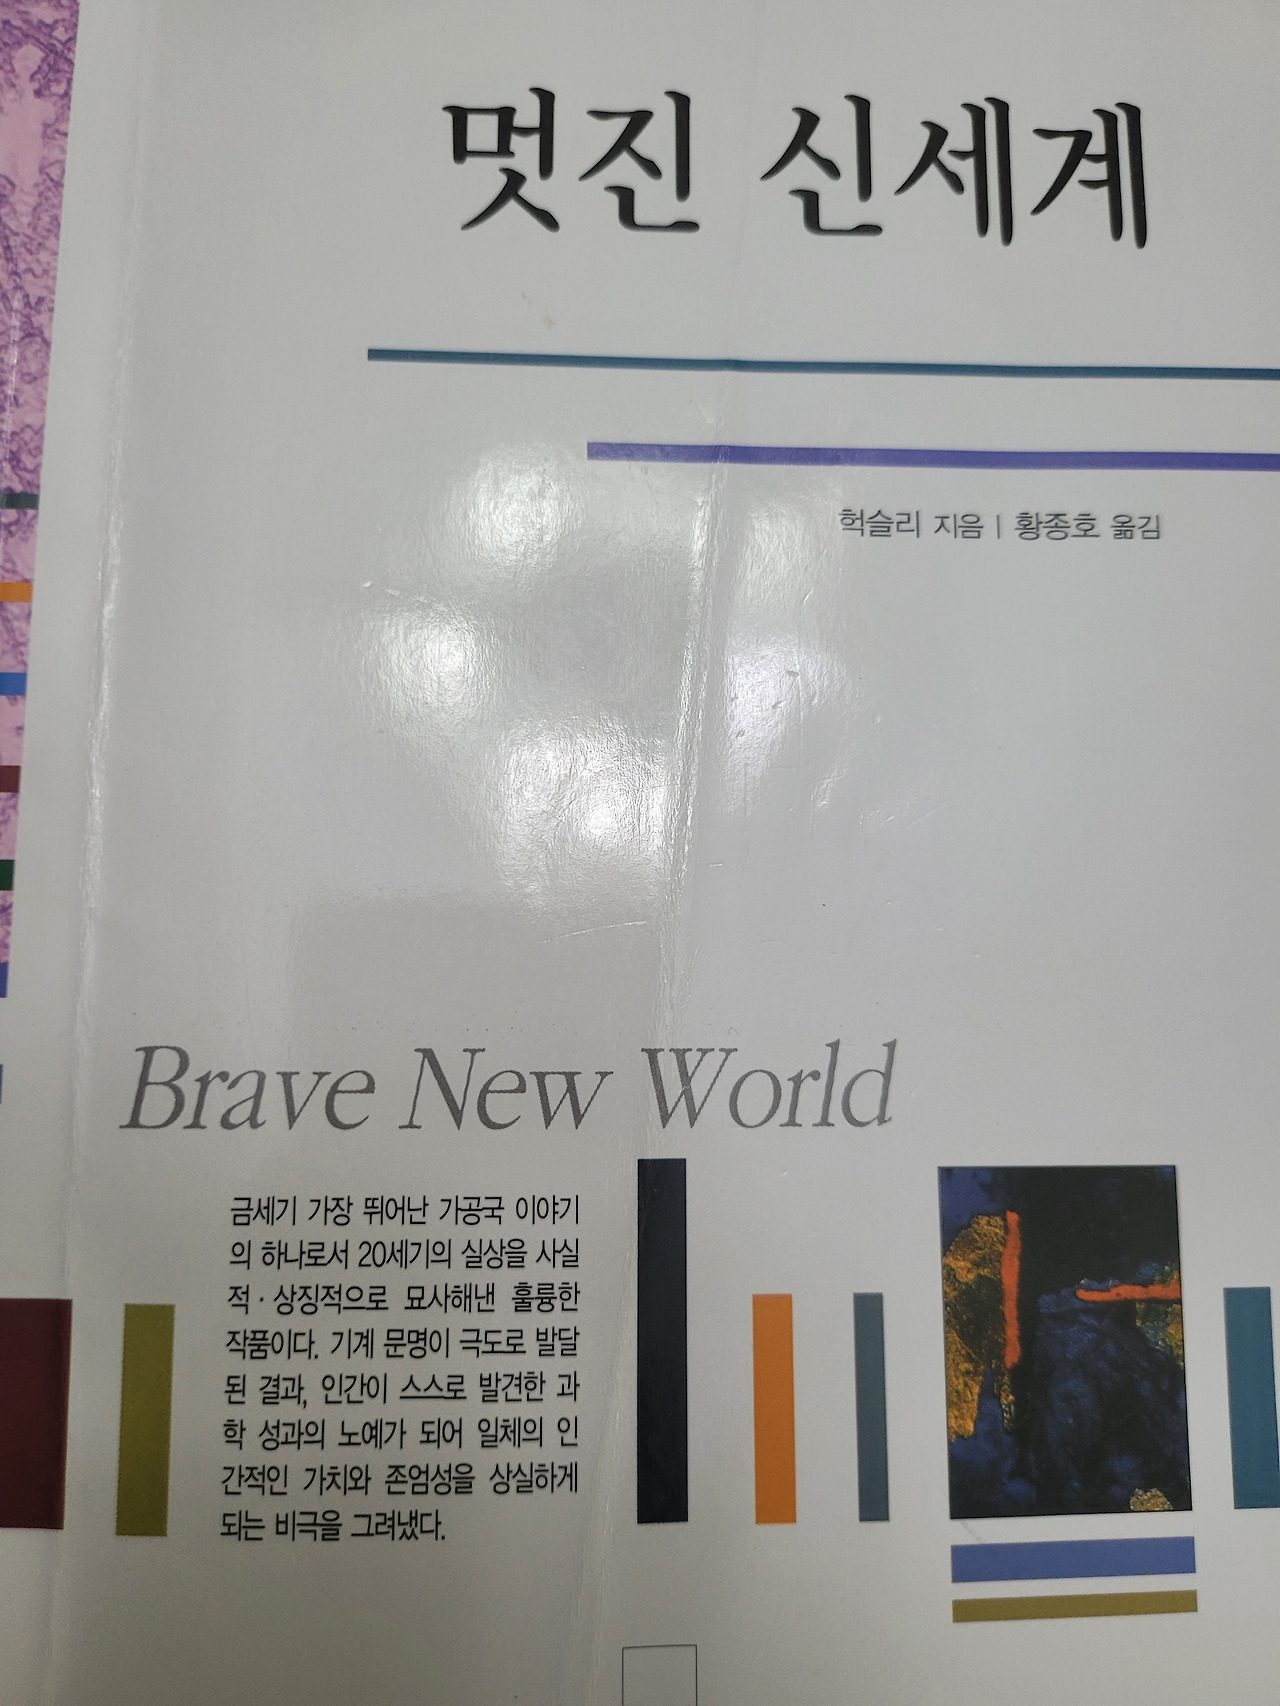 멋진 신세계
헉슬리 지음 | 황종호 옮김
Brave New World
금세기 가장 뛰어난 가공국 이야기
의 하나로서 20세기의 실상을 사실
적·상징적으로 묘사해낸 훌륭한
작품이다. 기계 문명이 극도로 발달
된 결과, 인간이 스스로 발견한 과
학 성과의 노예가 되어 일체의 인
간적인 가치와 존엄성을 상실하게
되는 비극을 그려냈다.